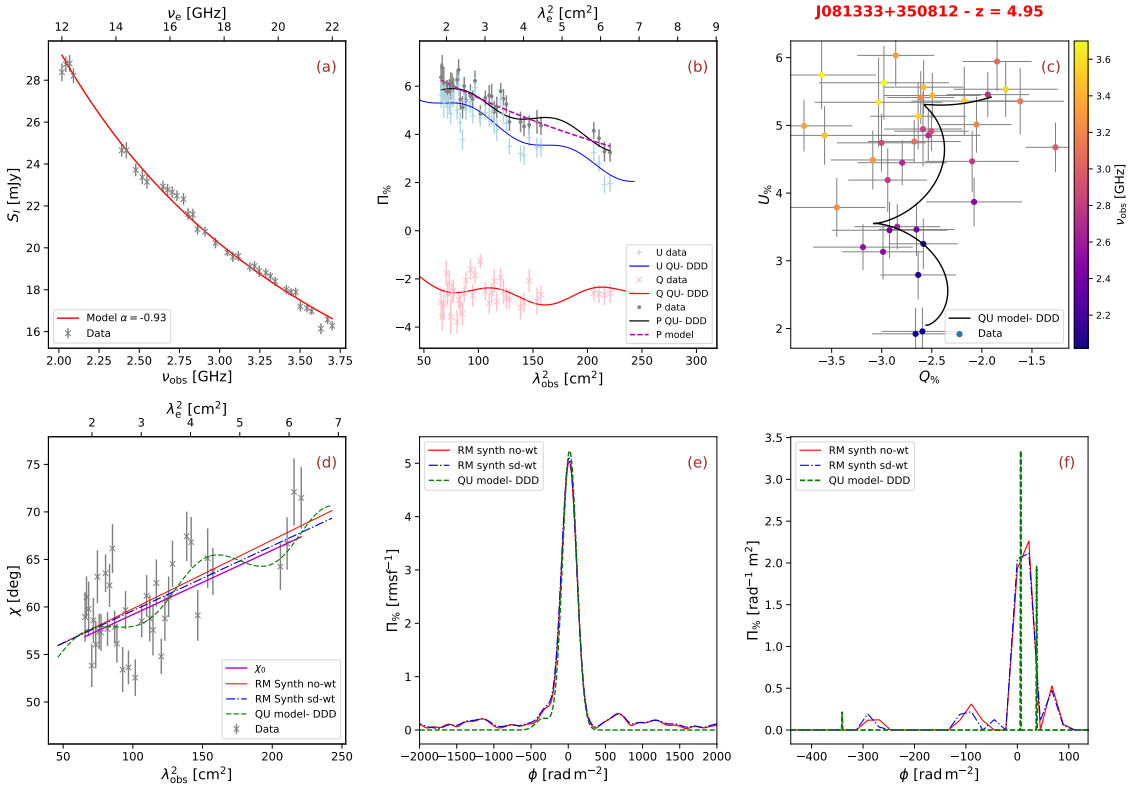 J081333+350812 - z = 4.95
νe [GHz]
12 14 16 18 20 22
(a)
28
26
24
22
20
18
16
S_I [mJy]
Model α = -0.93
Data
2.00 2.25 2.50 2.75 3.00 3.25 3.50 3.75
νobs [GHz]
λe² [cm²]
2 3 4 5 6 7 8 9
(b)
6
4
2
0
−2
−4
Π%
U data
U QU- DDD
Q data
Q QU- DDD
P data
P QU- DDD
P model
50 100 150 200 250 300
λ²obs [cm²]
(c)
6
5
4
3
2
U%
QU model- DDD
Data
−3.5 −3.0 −2.5 −2.0 −1.5
Q%
3.6
3.4
3.2
3.0
2.8
2.6
2.4
2.2
νobs [GHz]
λe² [cm²]
2 3 4 5 6 7
(d)
75
70
65
60
55
50
χ [deg]
χ₀
RM Synth no-wt
RM Synth sd-wt
QU model- DDD
Data
50 100 150 200 250
λ²obs [cm²]
RM synth no-wt
RM synth sd-wt
QU model- DDD
(e)
5
4
3
2
1
0
Π% [rmsf⁻¹]
−2000 −1500 −1000 −500 0 500 1000 1500 2000
ϕ [rad m⁻²]
RM synth no-wt
RM synth sd-wt
QU model- DDD
(f)
3.5
3.0
2.5
2.0
1.5
1.0
0.5
0.0
Π% [rad⁻¹ m²]
−400 −300 −200 −100 0 100
ϕ [rad m⁻²]